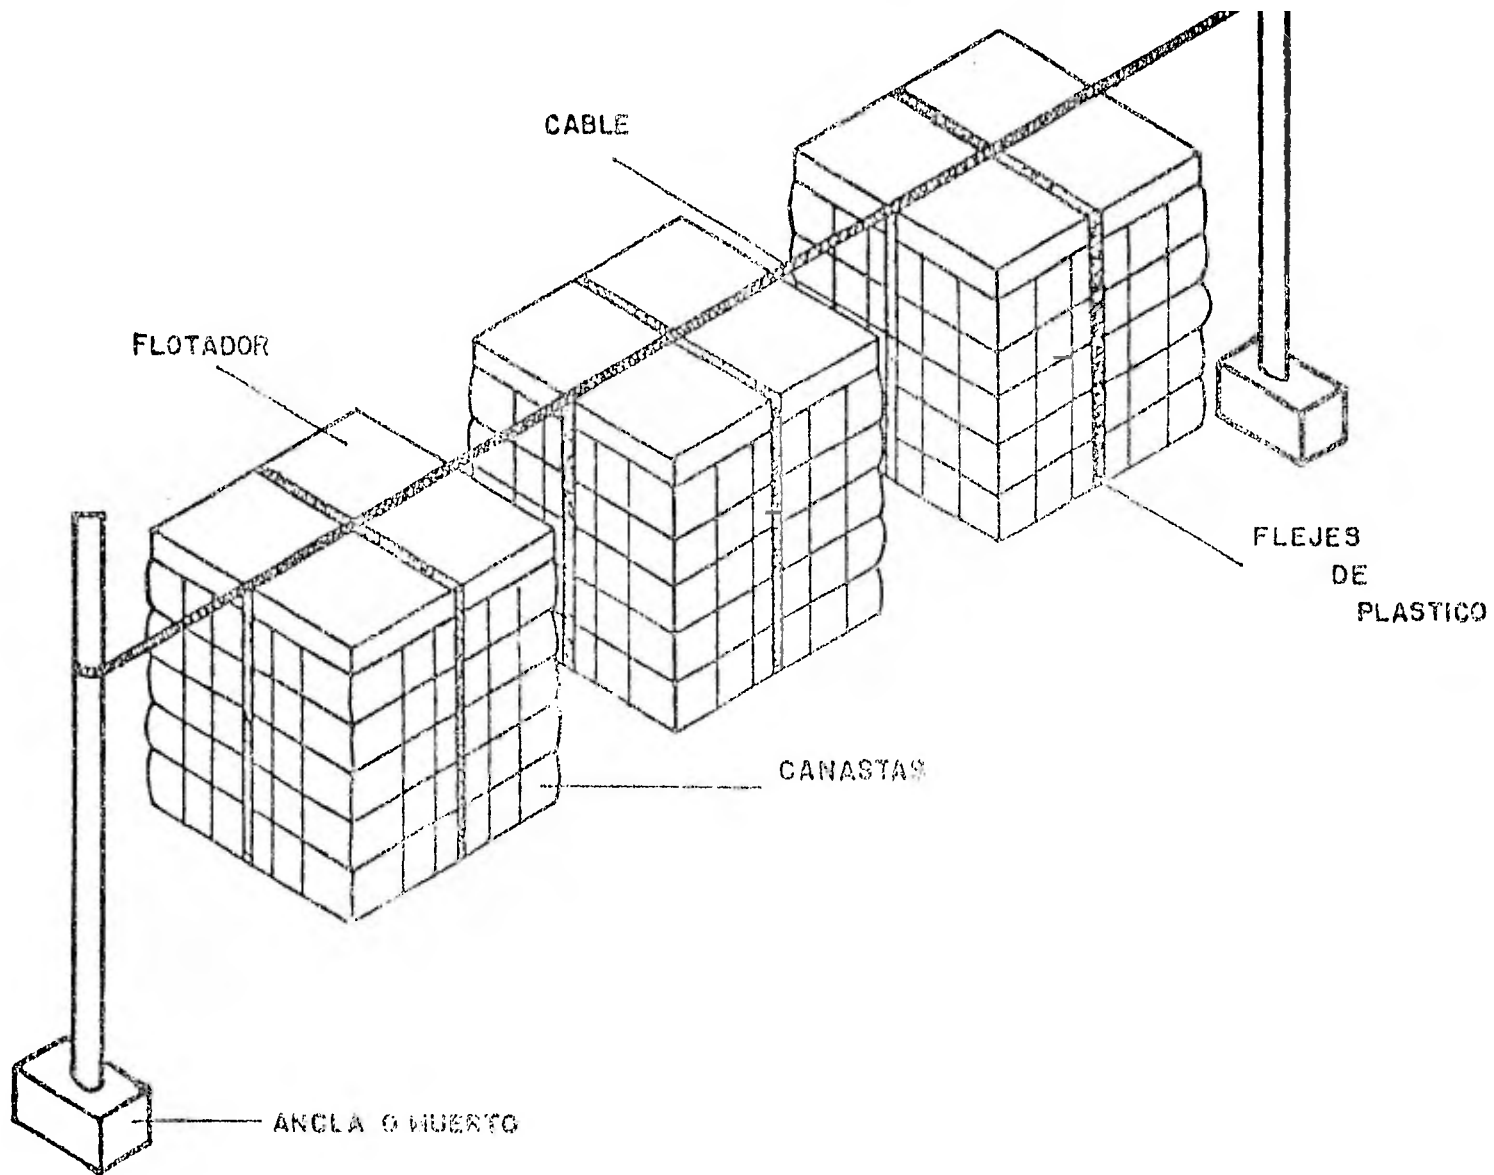 CABLE
FLOTADOR
FLEJES
DE
PLASTICO
CANASTAS
ANCLA O MUERTO